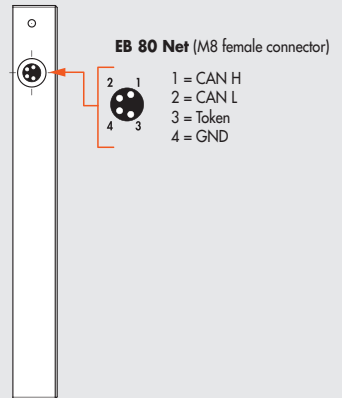 EB 80 Net (M8 female connector)
2 1
4 3
1 = CAN H
2 = CAN L
3 = Token
4 = GND